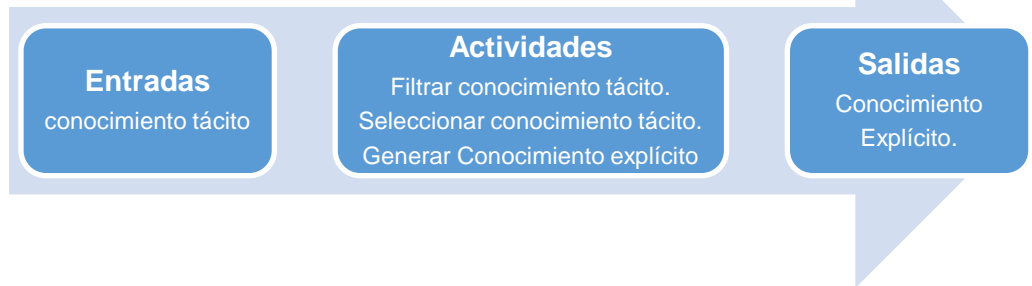 Entradas
conocimiento tácito
Actividades
Filtrar conocimiento tácito.
Seleccionar conocimiento tácito.
Generar Conocimiento explícito
Salidas
Conocimiento
Explícito.